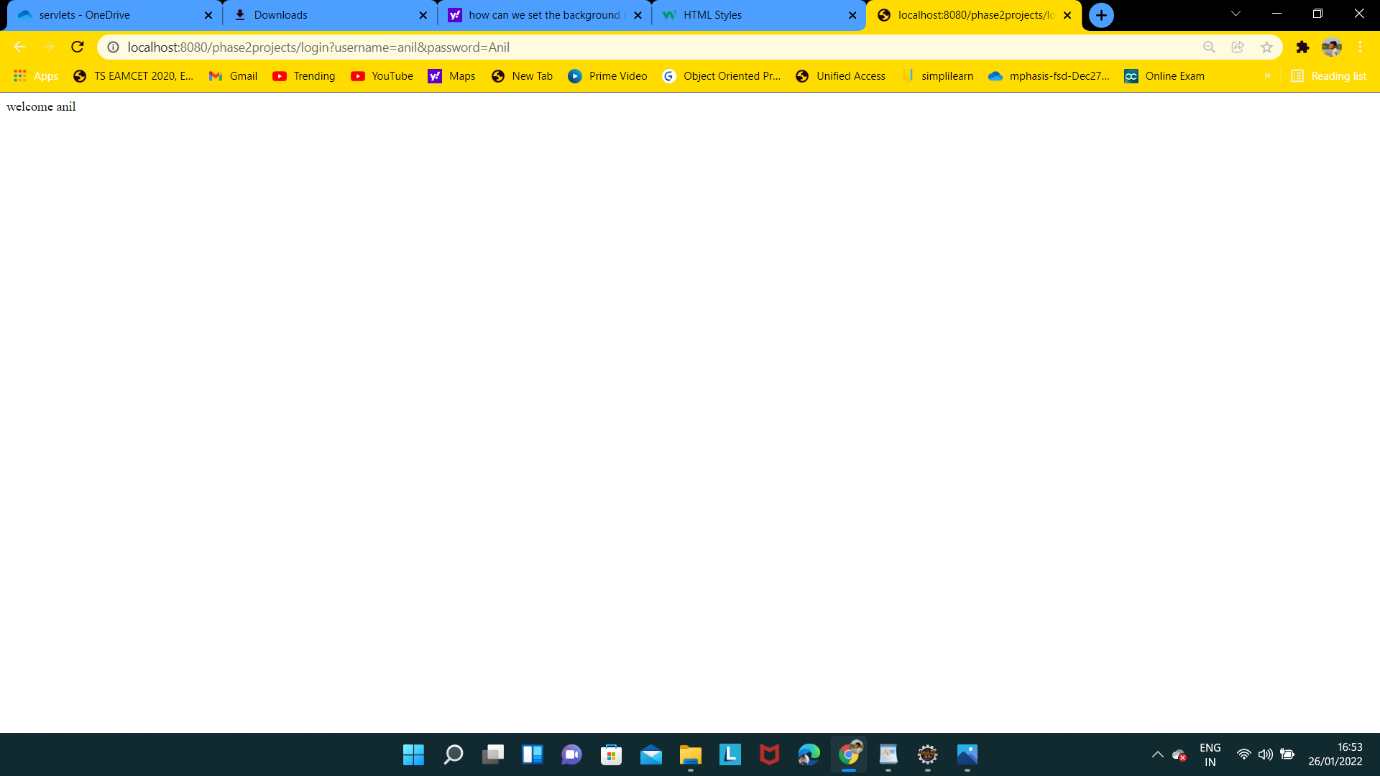 servlets - OneDrive
Downloads
how can we set the background
HTML Styles
localhost:8080/phase2projects/lo
localhost:8080/phase2projects/login?username=anil&password=Anil
Apps
TS EAMCET 2020, E...
Gmail
Trending
YouTube
Maps
New Tab
Prime Video
Object Oriented Pr...
Unified Access
simplilearn
mphasis-fsd-Dec27...
Online Exam
»
Reading list
welcome anil
ENG
IN
16:53
26/01/2022